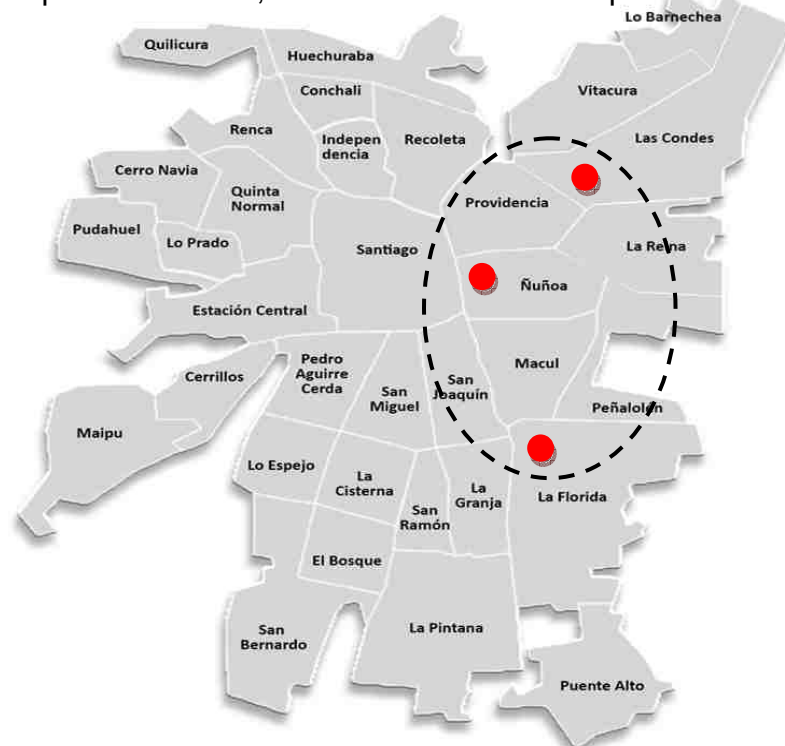 Lo Barnechea
Quilicura
Huechuraba
Conchali
Vitacura
Renca
Indepen
dencia
Recoleta
Las Condes
Cerro Navia
Quinta
Normal
Providencia
Pudahuel
Lo Prado
Santiago
La Reina
Ñuñoa
Estación Central
Pedro
Aguirre
Cerda
Macul
Cerrillos
San
Miguel
San
Joaquín
Peñalolén
Maipu
Lo Espejo
La
Cisterna
La
Granja
La Florida
San
Ramón
El Bosque
San
Bernardo
La Pintana
Puente Alto